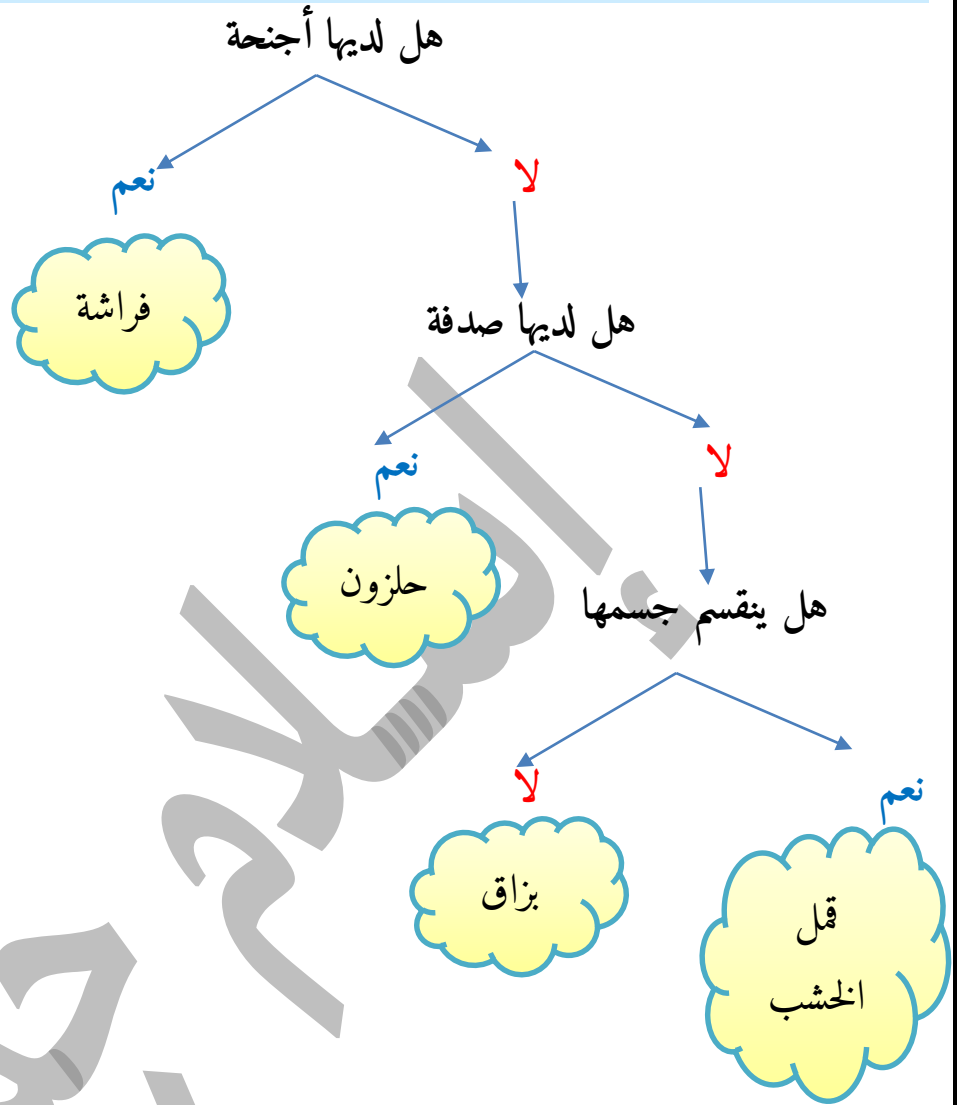 هل لديها أجنحة
نعم
لا
فراشة
هل لديها صدفة
نعم
لا
حلزون
هل ينقسم جسمها
لا
نعم
بزاق
قمل
الخشب
إسلام